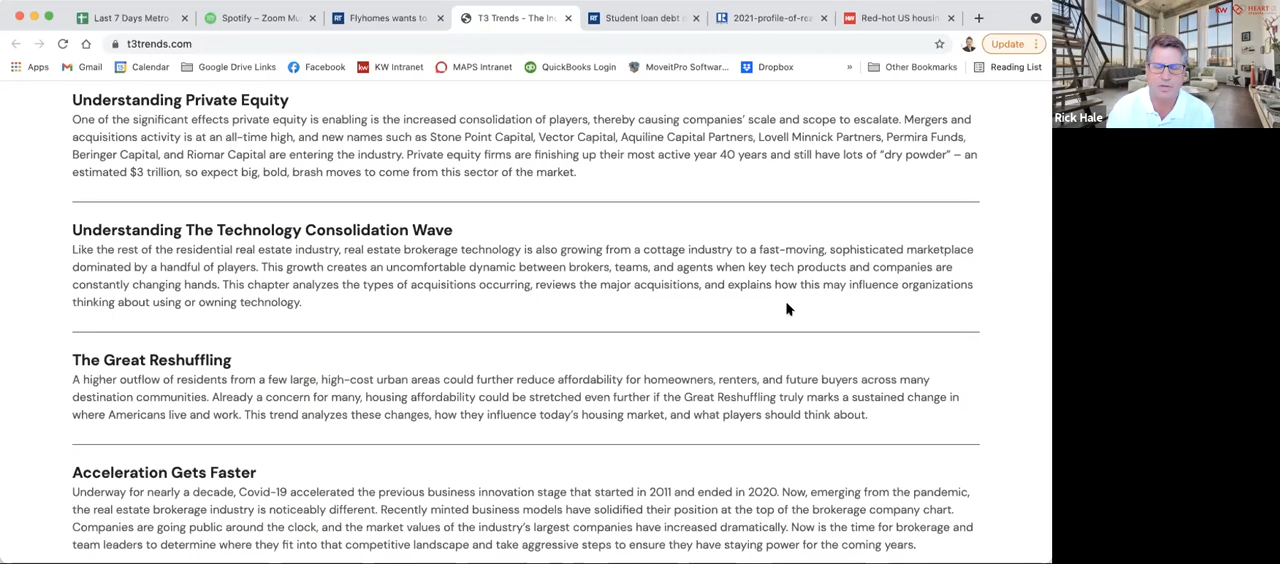 Last 7 Days Metro
Spotify – Zoom Mu
Flyhomes wants to
T3 Trends - The In
Student loan debt
2021-profile-of-rea
Red-hot US housin
t3trends.com
Update
Apps
Gmail
Calendar
Google Drive Links
Facebook
KW Intranet
MAPS Intranet
QuickBooks Login
MoveitPro Softwar...
Dropbox
»
Other Bookmarks
Reading List
Understanding Private Equity
One of the significant effects private equity is enabling is the increased consolidation of players, thereby causing companies' scale and scope to escalate. Mergers and
acquisitions activity is at an all-time high, and new names such as Stone Point Capital, Vector Capital, Aquiline Capital Partners, Lovell Minnick Partners, Permira Funds,
Beringer Capital, and Riomar Capital are entering the industry. Private equity firms are finishing up their most active year 40 years and still have lots of "dry powder" – an
estimated $3 trillion, so expect big, bold, brash moves to come from this sector of the market.
Understanding The Technology Consolidation Wave
Like the rest of the residential real estate industry, real estate brokerage technology is also growing from a cottage industry to a fast-moving, sophisticated marketplace
dominated by a handful of players. This growth creates an uncomfortable dynamic between brokers, teams, and agents when key tech products and companies are
constantly changing hands. This chapter analyzes the types of acquisitions occurring, reviews the major acquisitions, and explains how this may influence organizations
thinking about using or owning technology.
The Great Reshuffling
A higher outflow of residents from a few large, high-cost urban areas could further reduce affordability for homeowners, renters, and future buyers across many
destination communities. Already a concern for many, housing affordability could be stretched even further if the Great Reshuffling truly marks a sustained change in
where Americans live and work. This trend analyzes these changes, how they influence today's housing market, and what players should think about.
Acceleration Gets Faster
Underway for nearly a decade, Covid-19 accelerated the previous business innovation stage that started in 2011 and ended in 2020. Now, emerging from the pandemic,
the real estate brokerage industry is noticeably different. Recently minted business models have solidified their position at the top of the brokerage company chart.
Companies are going public around the clock, and the market values of the industry's largest companies have increased dramatically. Now is the time for brokerage and
team leaders to determine where they fit into that competitive landscape and take aggressive steps to ensure they have staying power for the coming years.
kw
HEART
Rick Hale